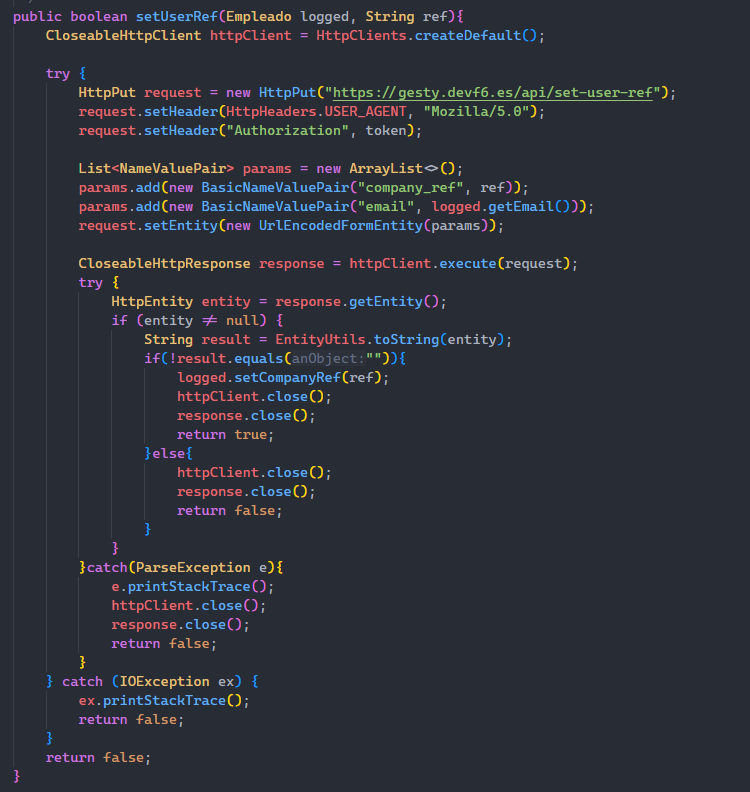 public boolean setUserRef(Empleado logged, String ref){
    CloseableHttpClient httpClient = HttpClients.createDefault();

    try {
        HttpPut request = new HttpPut("https://gesty.devf6.es/api/set-user-ref");
        request.setHeader(HttpHeaders.USER_AGENT, "Mozilla/5.0");
        request.setHeader("Authorization", token);

        List<NameValuePair> params = new ArrayList<>();
        params.add(new BasicNameValuePair("company_ref", ref));
        params.add(new BasicNameValuePair("email", logged.getEmail()));
        request.setEntity(new UrlEncodedFormEntity(params));

        CloseableHttpResponse response = httpClient.execute(request);
        try {
            HttpEntity entity = response.getEntity();
            if (entity != null) {
                String result = EntityUtils.toString(entity);
                if(!result.equals(anObject:"")){
                    logged.setCompanyRef(ref);
                    httpClient.close();
                    response.close();
                    return true;
                }else{
                    httpClient.close();
                    response.close();
                    return false;
                }
            }
        }catch(ParseException e){
            e.printStackTrace();
            httpClient.close();
            response.close();
            return false;
        }
    } catch (IOException ex) {
        ex.printStackTrace();
        return false;
    }
    return false;
}